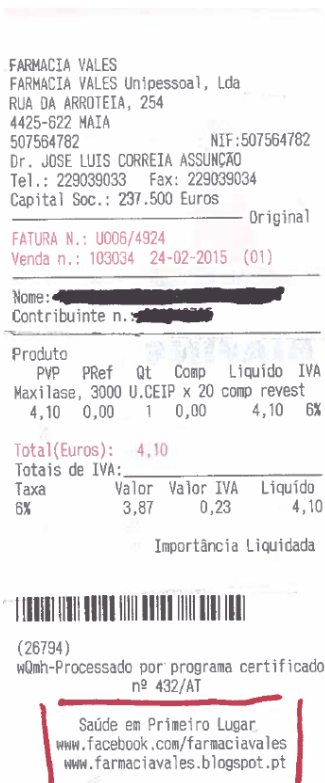 FARMACIA VALES
FARMACIA VALES Unipessoal, Lda
RUA DA ARROTEIA, 254
4425-622 MAIA
507564782 NIF:507564782
Dr. JOSE LUIS CORREIA ASSUNÇÃO
Tel.: 229039033 Fax: 229039034
Capital Soc.: 237.500 Euros
Original
FATURA N.: U006/4924
Venda n.: 103034 24-02-2015 (01)
Nome:
Contribuinte n.:
Produto
PVP PRef Qt Comp Líquido IVA
Maxilase, 3000 U.CEIP x 20 comp revest
4,10 0,00 1 0,00 4,10 6%
Total(Euros): 4,10
Totais de IVA:
Taxa Valor Valor IVA Líquido
6% 3,87 0,23 4,10
Importância Liquidada
(26794)
wQmh-Processado por programa certificado
nº 432/AT
Saúde em Primeiro Lugar
www.facebook.com/farmaciavales
www.farmaciavales.blogspot.pt